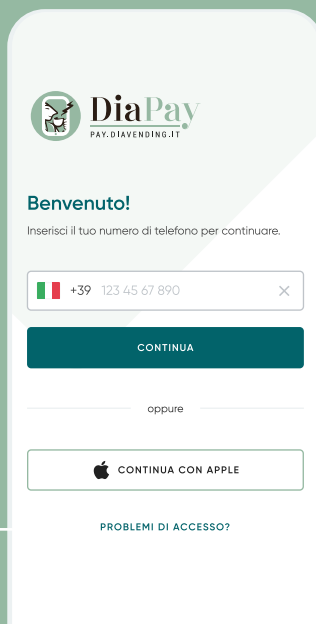 DiaPay
PAY.DIAVENDING.IT
Benvenuto!
Inserisci il tuo numero di telefono per continuare.
+39 123 45 67 890
CONTINUA
oppure
CONTINUA CON APPLE
PROBLEMI DI ACCESSO?